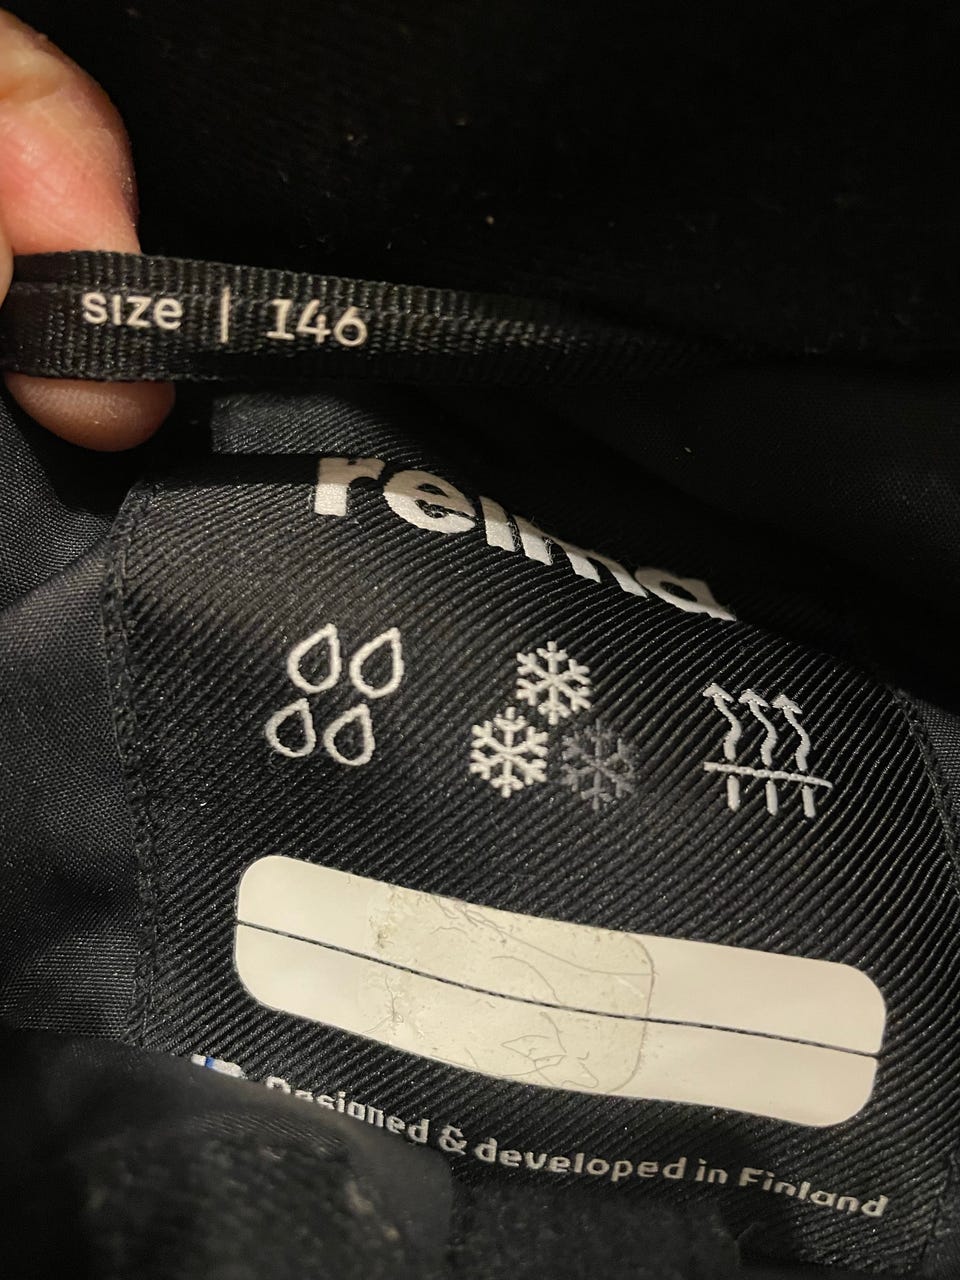 size | 146
reima
Designed & developed in Finland